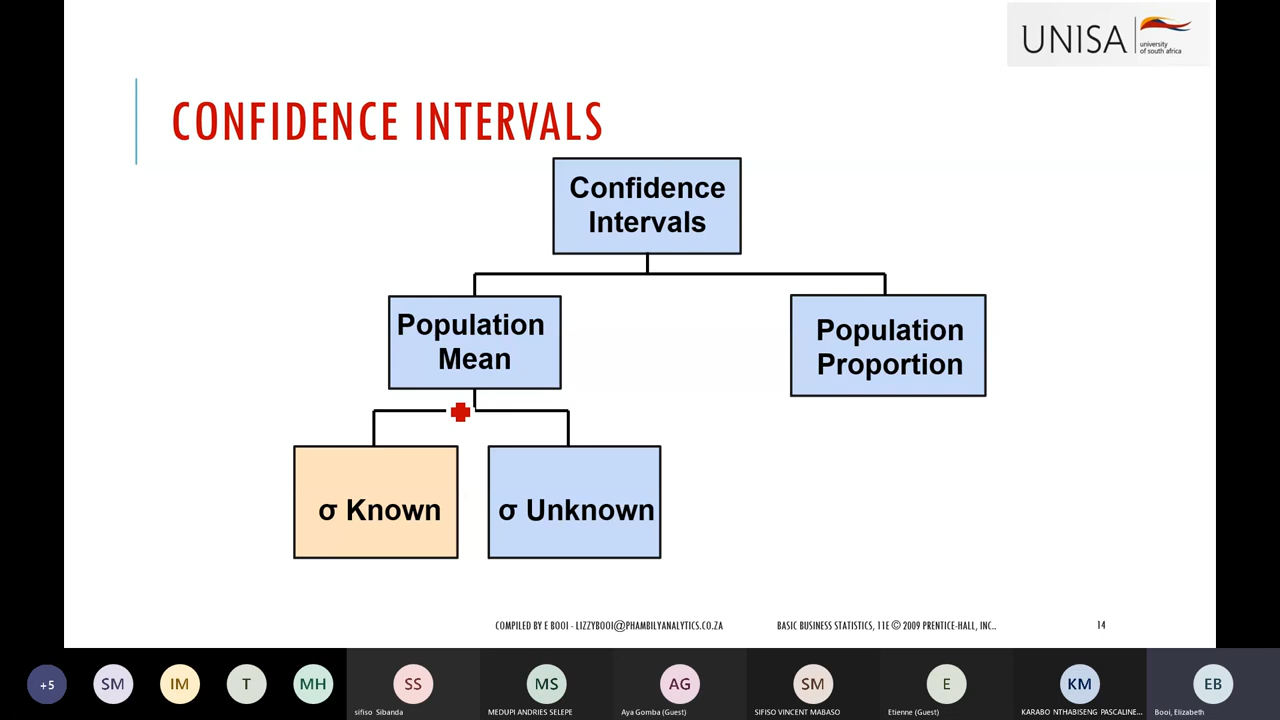 UNISA
university
of south africa
CONFIDENCE INTERVALS
Confidence
Intervals
Population
Mean
Population
Proportion
σ Known
σ Unknown
COMPILED BY E BOOI - LIZZYBOOI@PHAMBILYANALYTICS.CO.ZA
BASIC BUSINESS STATISTICS, 11E © 2009 PRENTICE-HALL, INC..
14
+5
SM
IM
T
MH
SS
MS
AG
SM
E
KM
EB
sifiso Sibanda
MEDUPI ANDRIES SELEPE
Aya Gomba (Guest)
SIFISO VINCENT MABASO
Etienne (Guest)
KARABO NTHABISENG PASCALINE...
Booi, Elizabeth